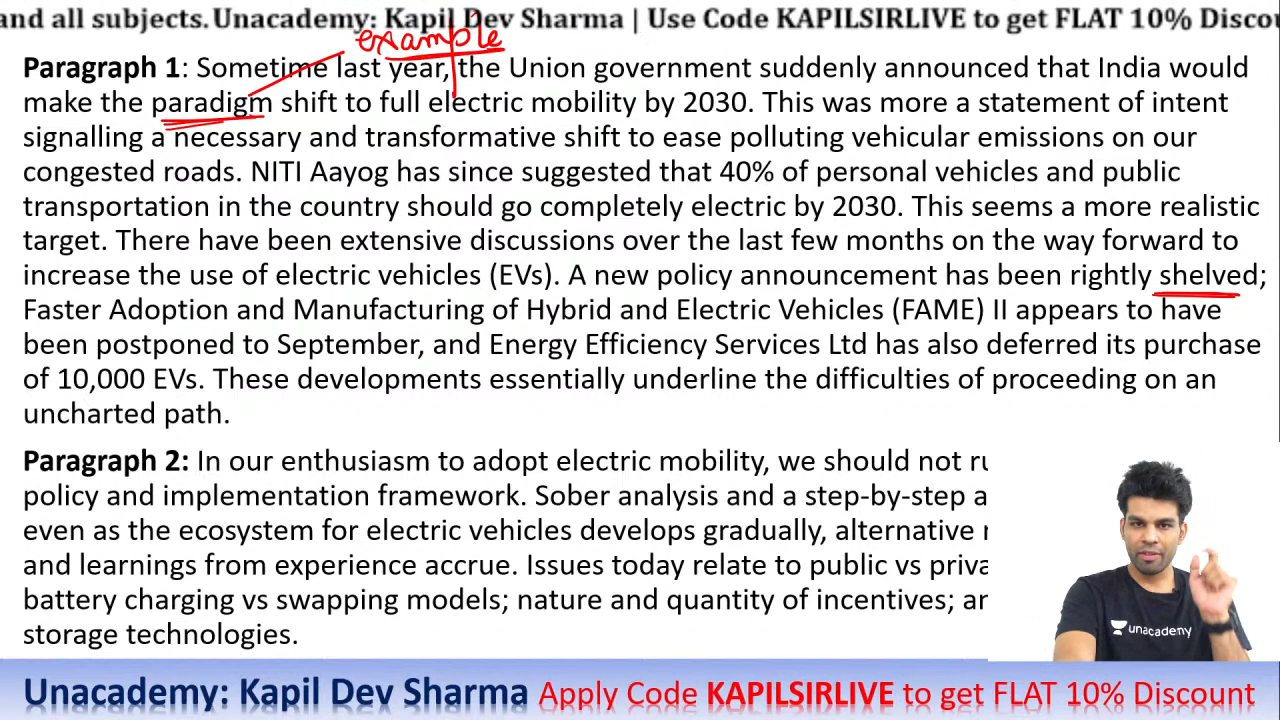 and all subjects. Unacademy: Kapil Dev Sharma | Use Code KAPILSIRLIVE to get FLAT 10% Discou
example
Paragraph 1: Sometime last year, the Union government suddenly announced that India would
make the paradigm shift to full electric mobility by 2030. This was more a statement of intent
signalling a necessary and transformative shift to ease polluting vehicular emissions on our
congested roads. NITI Aayog has since suggested that 40% of personal vehicles and public
transportation in the country should go completely electric by 2030. This seems a more realistic
target. There have been extensive discussions over the last few months on the way forward to
increase the use of electric vehicles (EVs). A new policy announcement has been rightly shelved;
Faster Adoption and Manufacturing of Hybrid and Electric Vehicles (FAME) II appears to have
been postponed to September, and Energy Efficiency Services Ltd has also deferred its purchase
of 10,000 EVs. These developments essentially underline the difficulties of proceeding on an
uncharted path.
Paragraph 2: In our enthusiasm to adopt electric mobility, we should not ru
policy and implementation framework. Sober analysis and a step-by-step a
even as the ecosystem for electric vehicles develops gradually, alternative
and learnings from experience accrue. Issues today relate to public vs priva
battery charging vs swapping models; nature and quantity of incentives; an
storage technologies.
unacademy
Unacademy: Kapil Dev Sharma Apply Code KAPILSIRLIVE to get FLAT 10% Discount